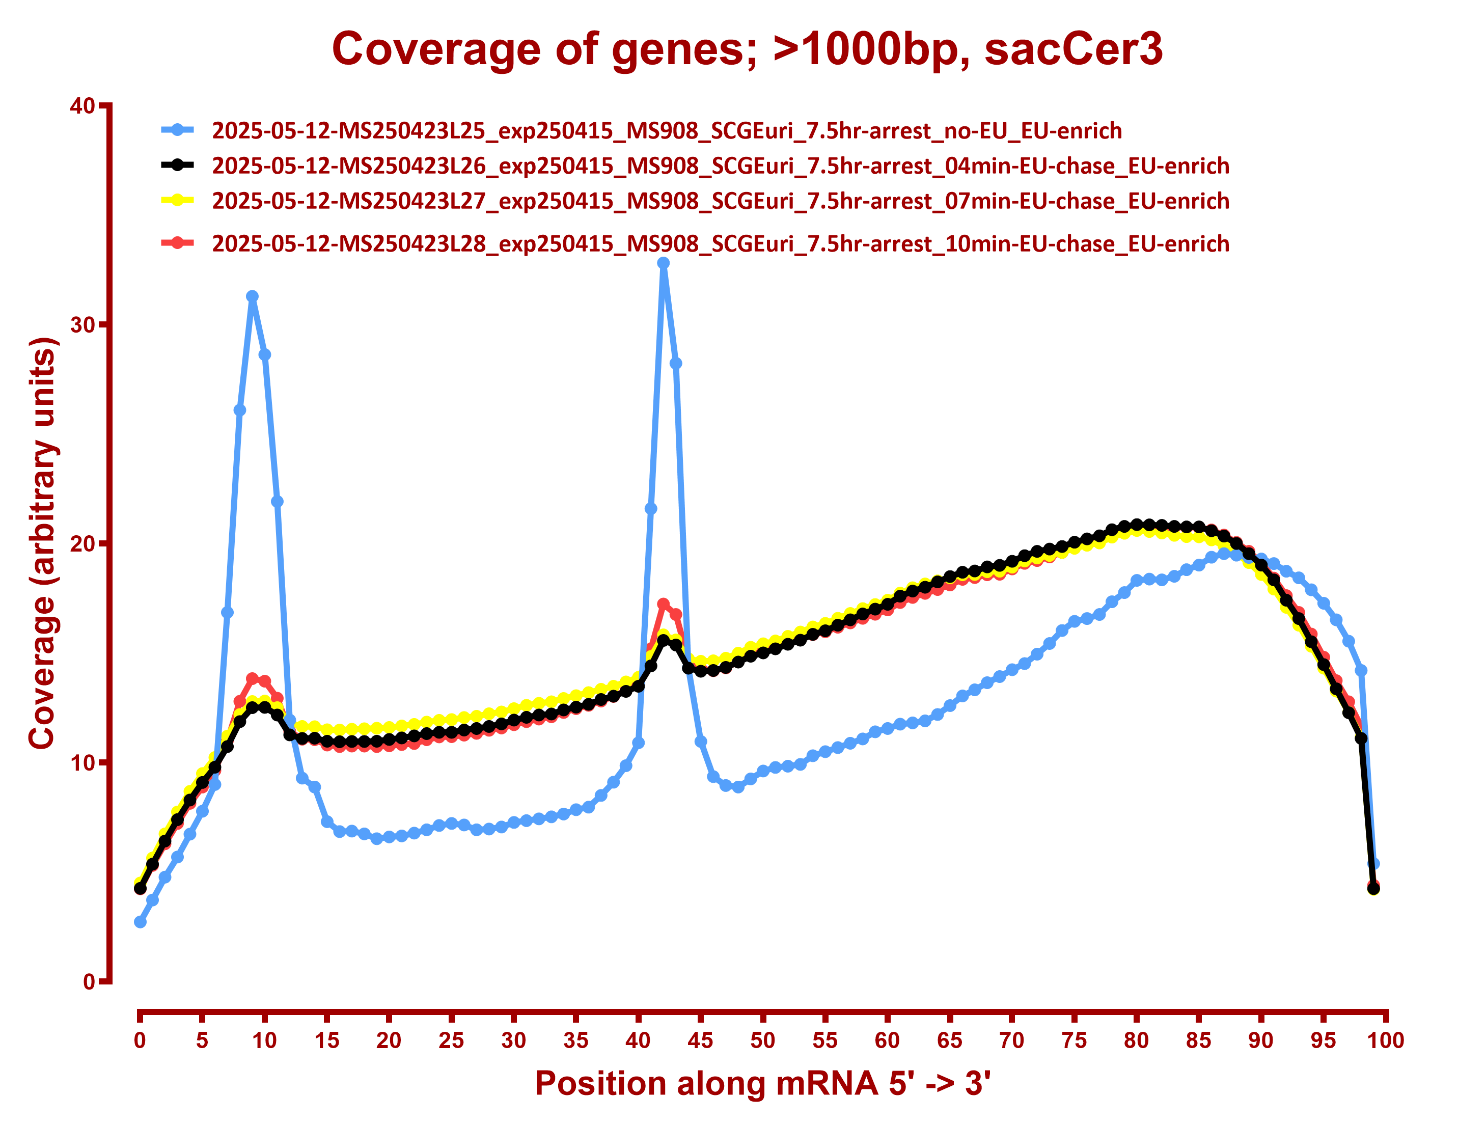 Coverage of genes; >1000bp, sacCer3
40
30
20
10
0
Coverage (arbitrary units)
2025-05-12-MS250423L25_exp250415_MS908_SCGEuri_7.5hr-arrest_no-EU_EU-enrich
2025-05-12-MS250423L26_exp250415_MS908_SCGEuri_7.5hr-arrest_04min-EU-chase_EU-enrich
2025-05-12-MS250423L27_exp250415_MS908_SCGEuri_7.5hr-arrest_07min-EU-chase_EU-enrich
2025-05-12-MS250423L28_exp250415_MS908_SCGEuri_7.5hr-arrest_10min-EU-chase_EU-enrich
0 5 10 15 20 25 30 35 40 45 50 55 60 65 70 75 80 85 90 95 100
Position along mRNA 5' -> 3'